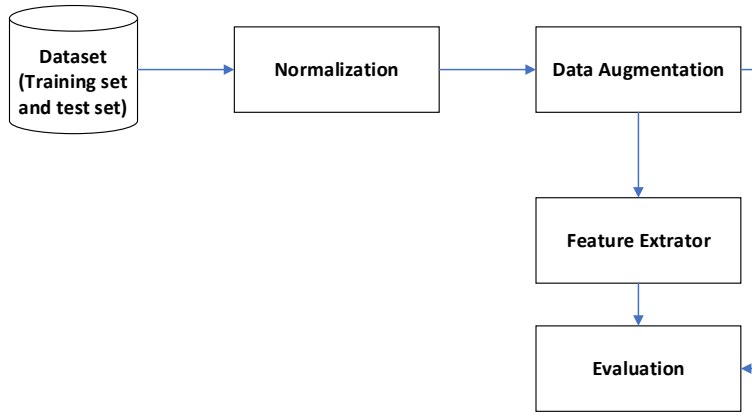 Dataset
(Training set
and test set)
Normalization
Data Augmentation
Feature Extrator
Evaluation